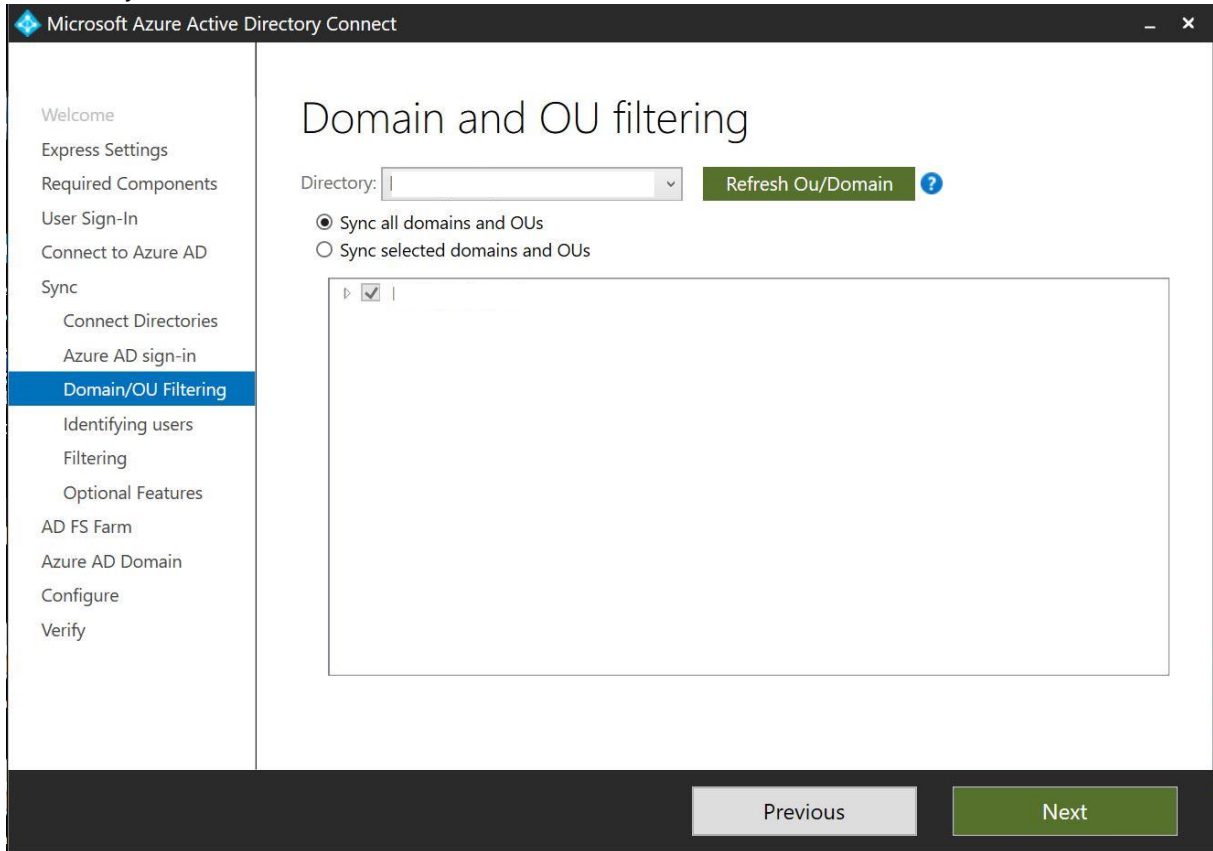 Microsoft Azure Active Directory Connect
Welcome
Express Settings
Required Components
User Sign-In
Connect to Azure AD
Sync
Connect Directories
Azure AD sign-in
Domain/OU Filtering
Identifying users
Filtering
Optional Features
AD FS Farm
Azure AD Domain
Configure
Verify
Domain and OU filtering
Directory:
Refresh Ou/Domain ?
Sync all domains and OUs
Sync selected domains and OUs
Previous
Next